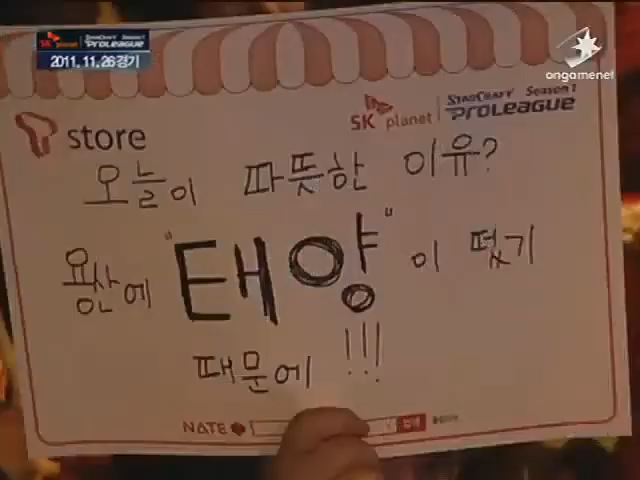 SK planet STARCRAFT Season 1 PROLEAGUE
2011. 11. 26경기
ongamenet
T store
SK planet STARCRAFT Season 1 PROLEAGUE
오늘이 따뜻한 이유?
용산에 "태양"이 떴기
때문에 !!!
NATE